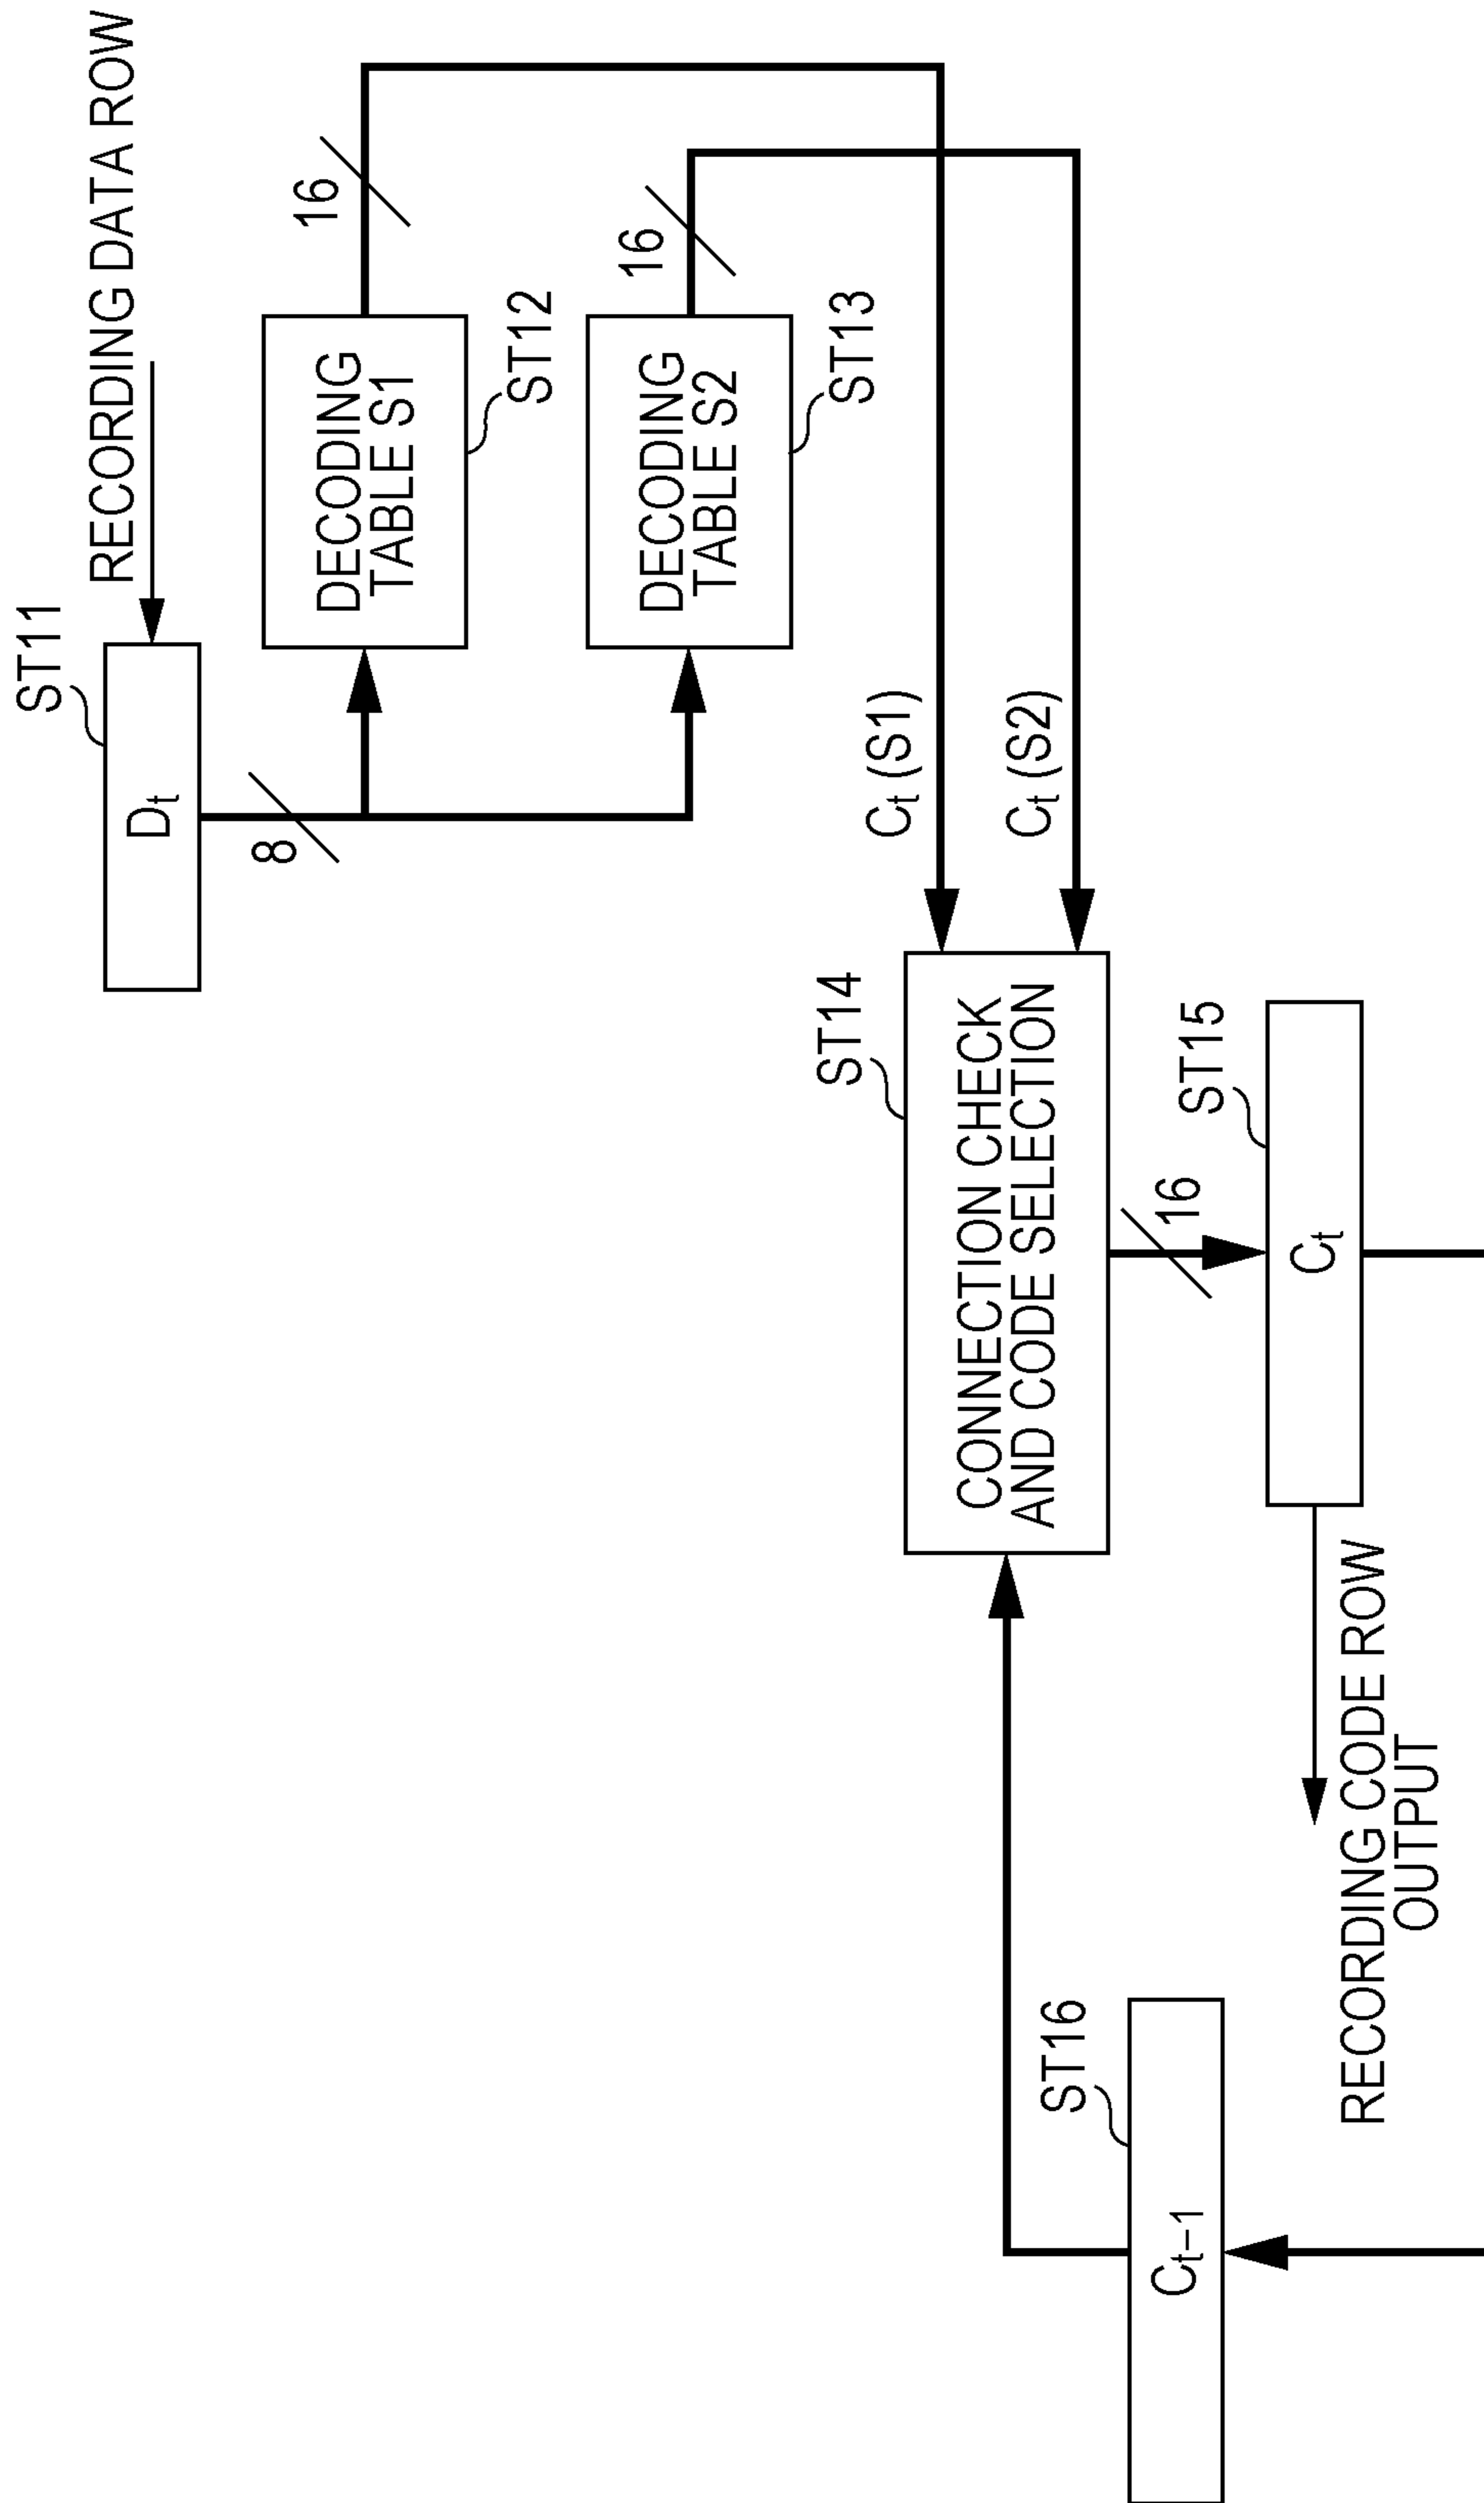 RECORDING DATA ROW
ST11
Dt
8
16
DECODING
TABLE S1
ST12
16
DECODING
TABLE S2
ST13
Ct (S1)
Ct (S2)
ST14
CONNECTION CHECK
AND CODE SELECTION
16
ST15
Ct
RECORDING CODE ROW
OUTPUT
ST16
Ct-1